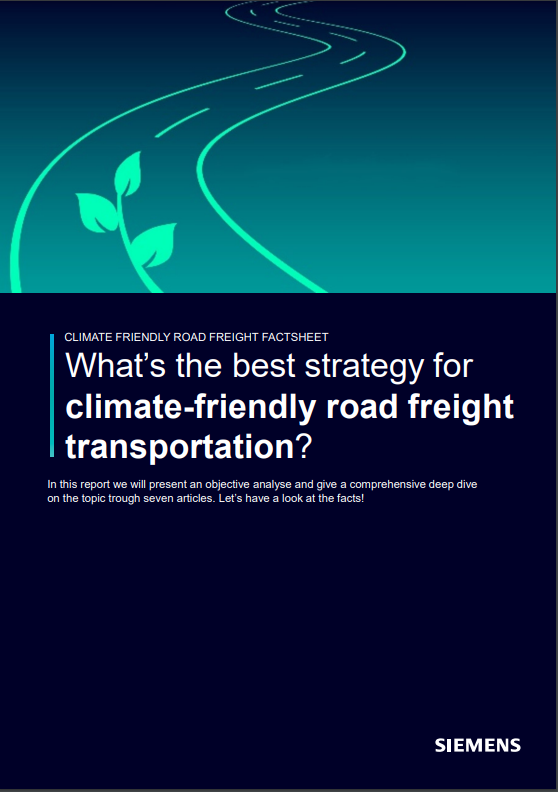 CLIMATE FRIENDLY ROAD FREIGHT FACTSHEET
What’s the best strategy for
climate-friendly road freight
transportation?
In this report we will present an objective analyse and give a comprehensive deep dive
on the topic trough seven articles. Let’s have a look at the facts!
SIEMENS